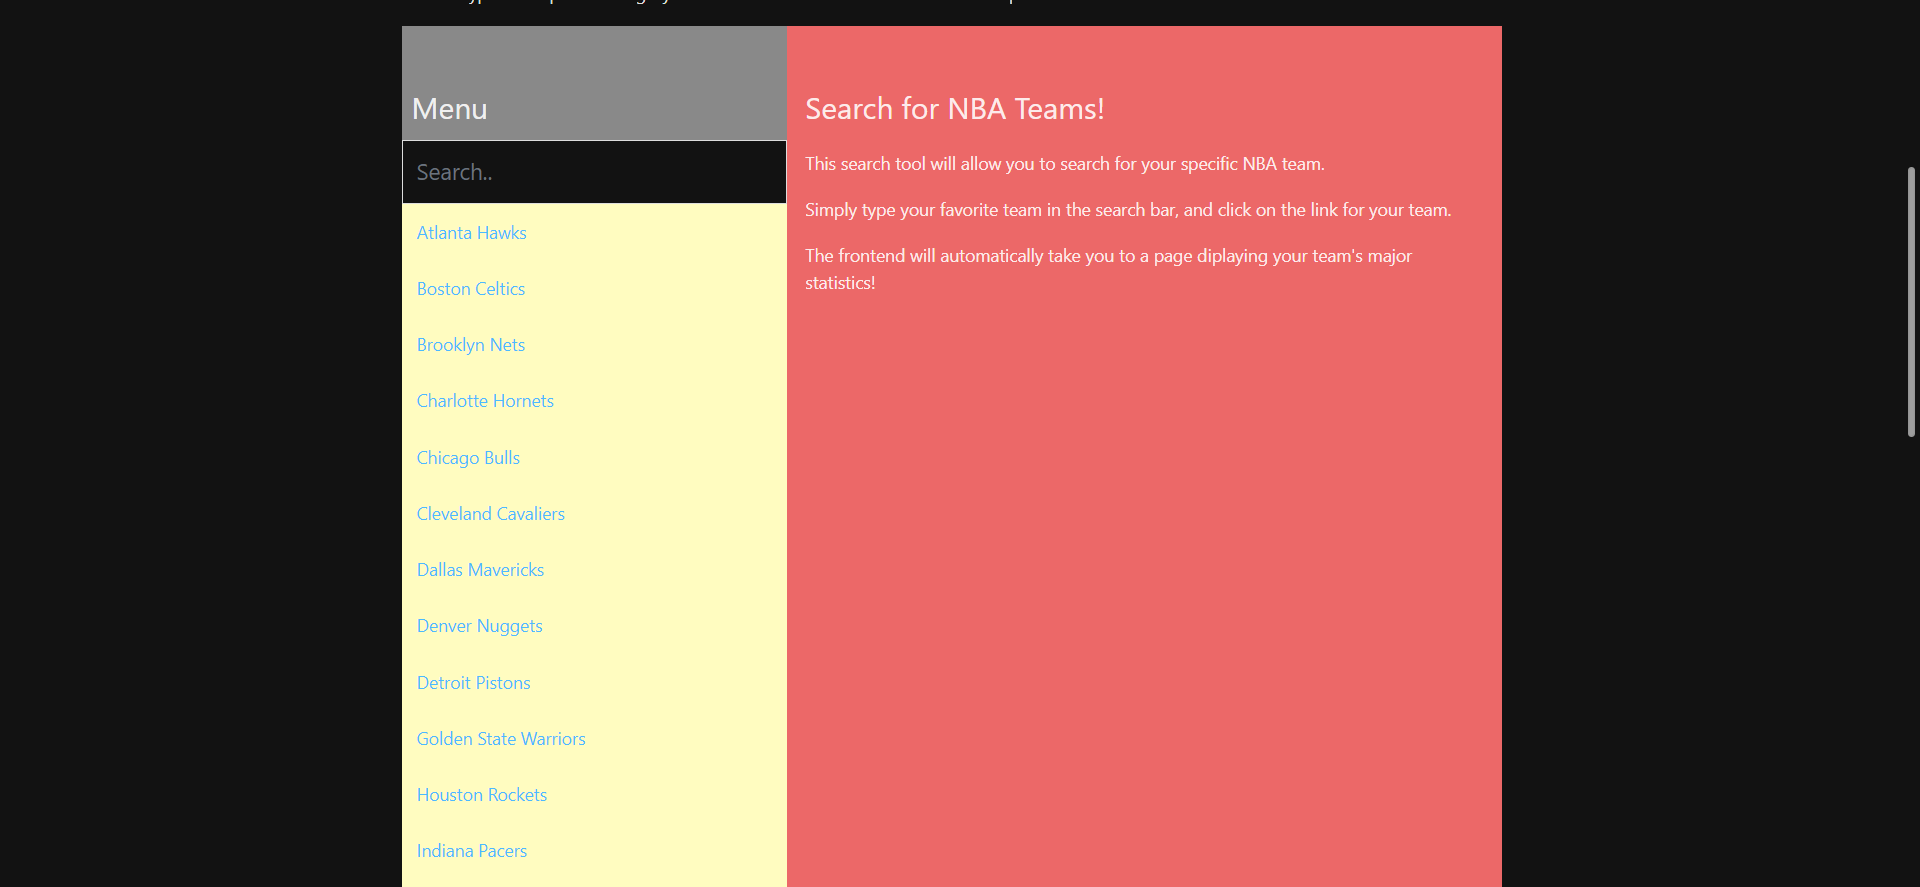 Menu
Search..
Atlanta Hawks
Boston Celtics
Brooklyn Nets
Charlotte Hornets
Chicago Bulls
Cleveland Cavaliers
Dallas Mavericks
Denver Nuggets
Detroit Pistons
Golden State Warriors
Houston Rockets
Indiana Pacers
Search for NBA Teams!
This search tool will allow you to search for your specific NBA team.
Simply type your favorite team in the search bar, and click on the link for your team.
The frontend will automatically take you to a page diplaying your team's major
statistics!